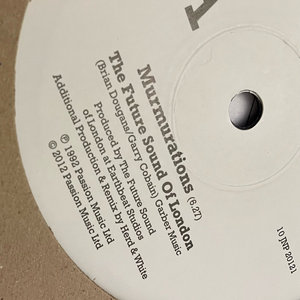 A
Murmurations (6.27)
The Future Sound Of London
(Brian Dougans/Garry Cobain) Garber Music
Produced by The Future Sound
of London at Earthbeat Studios
Additional Production & Remix by Herd & White
℗ 1992 Passion Music Ltd
© 2012 Passion Music Ltd
10 JNP 20121